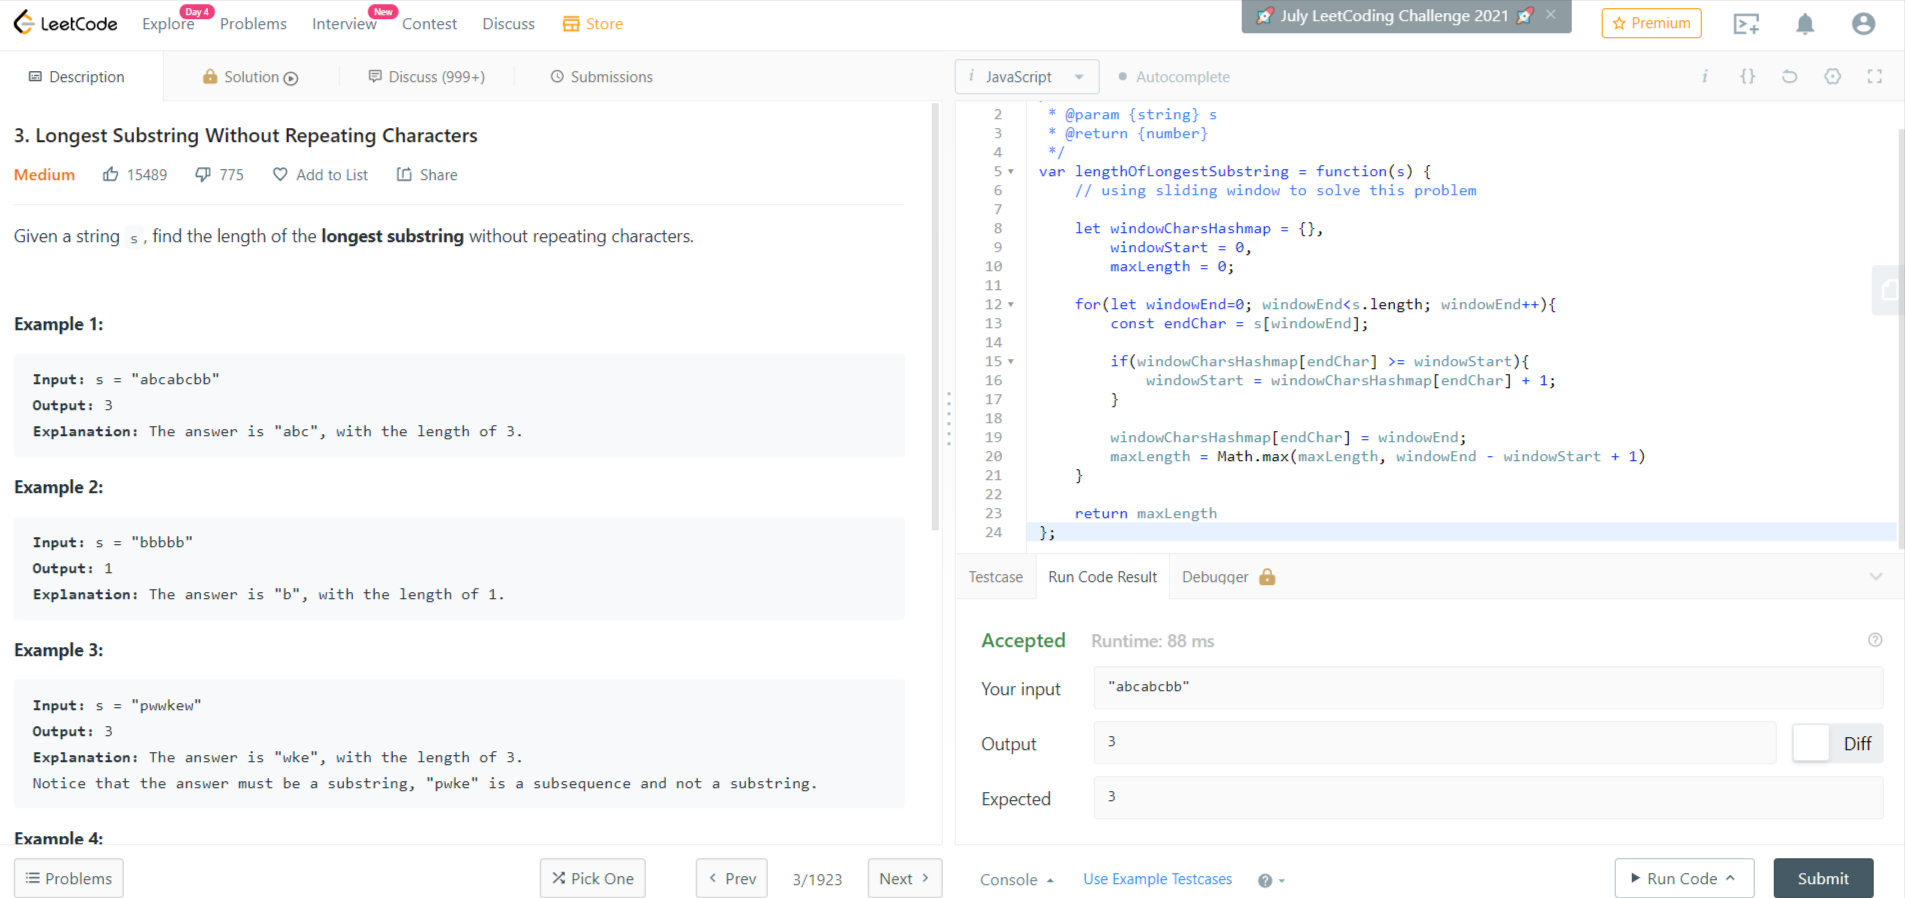 LeetCode Explore Day 4 Problems Interview New Contest Discuss Store July LeetCoding Challenge 2021 Premium
Description Solution Discuss (999+) Submissions
3. Longest Substring Without Repeating Characters
Medium 15489 775 Add to List Share
Given a string s, find the length of the longest substring without repeating characters.
Example 1:
Input: s = "abcabcbb"
Output: 3
Explanation: The answer is "abc", with the length of 3.
Example 2:
Input: s = "bbbbb"
Output: 1
Explanation: The answer is "b", with the length of 1.
Example 3:
Input: s = "pwwkew"
Output: 3
Explanation: The answer is "wke", with the length of 3.
Notice that the answer must be a substring, "pwke" is a subsequence and not a substring.
Example 4:
Problems Pick One Prev 3/1923 Next
i JavaScript Autocomplete i {}
2 * @param {string} s
3 * @return {number}
4 */
5 var lengthOfLongestSubstring = function(s) {
6 // using sliding window to solve this problem
7
8 let windowCharsHashmap = {},
9 windowStart = 0,
10 maxLength = 0;
11
12 for(let windowEnd=0; windowEnd<s.length; windowEnd++){
13 const endChar = s[windowEnd];
14
15 if(windowCharsHashmap[endChar] >= windowStart){
16 windowStart = windowCharsHashmap[endChar] + 1;
17 }
18
19 windowCharsHashmap[endChar] = windowEnd;
20 maxLength = Math.max(maxLength, windowEnd - windowStart + 1)
21 }
22
23 return maxLength
24 };
Testcase Run Code Result Debugger
Accepted Runtime: 88 ms
Your input "abcabcbb"
Output 3 Diff
Expected 3
Console Use Example Testcases Run Code Submit